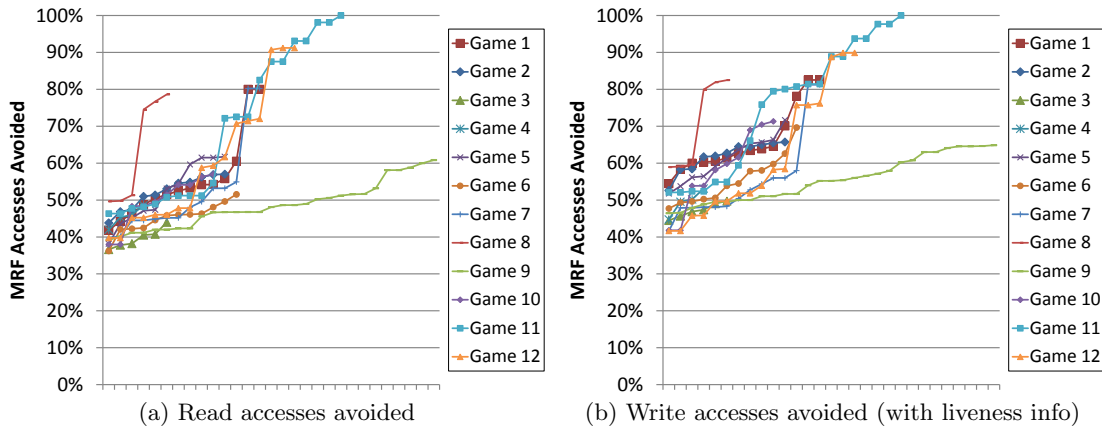 MRF Accesses Avoided
100%
90%
80%
70%
60%
50%
40%
30%
20%
10%
0%
Game 1
Game 2
Game 3
Game 4
Game 5
Game 6
Game 7
Game 8
Game 9
Game 10
Game 11
Game 12
(a) Read accesses avoided
MRF Accesses Avoided
100%
90%
80%
70%
60%
50%
40%
30%
20%
10%
0%
Game 1
Game 2
Game 3
Game 4
Game 5
Game 6
Game 7
Game 8
Game 9
Game 10
Game 11
Game 12
(b) Write accesses avoided (with liveness info)